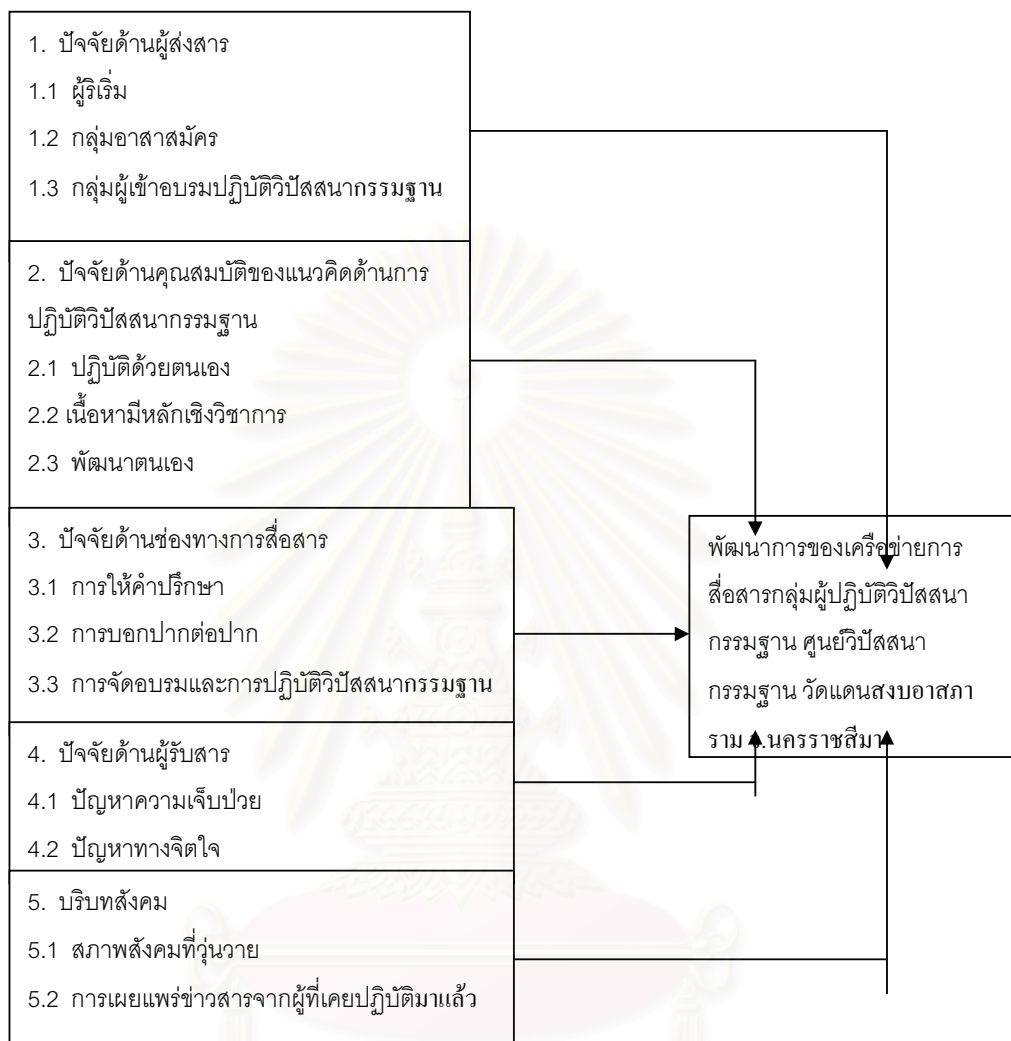 1. ปัจจัยด้านผู้ส่งสาร
1.1 ผู้ริเริ่ม
1.2 กลุ่มอาสาสมัคร
1.3 กลุ่มผู้เข้าอบรมปฏิบัติวิปัสสนากรรมฐาน
2. ปัจจัยด้านคุณสมบัติของแนวคิดด้านการ
ปฏิบัติวิปัสสนากรรมฐาน
2.1 ปฏิบัติด้วยตนเอง
2.2 เนื้อหามีหลักเชิงวิชาการ
2.3 พัฒนาตนเอง
3. ปัจจัยด้านช่องทางการสื่อสาร
3.1 การให้คำปรึกษา
3.2 การบอกปากต่อปาก
3.3 การจัดอบรมและการปฏิบัติวิปัสสนากรรมฐาน
4. ปัจจัยด้านผู้รับสาร
4.1 ปัญหาความเจ็บป่วย
4.2 ปัญหาทางจิตใจ
5. บริบทสังคม
5.1 สภาพสังคมที่วุ่นวาย
5.2 การเผยแพร่ข่าวสารจากผู้ที่เคยปฏิบัติมาแล้ว
พัฒนาการของเครือข่ายการ
สื่อสารกลุ่มผู้ปฏิบัติวิปัสสนา
กรรมฐาน ศูนย์วิปัสสนา
กรรมฐาน วัดแดนสงบอาสภา
ราม จ.นครราชสีมา